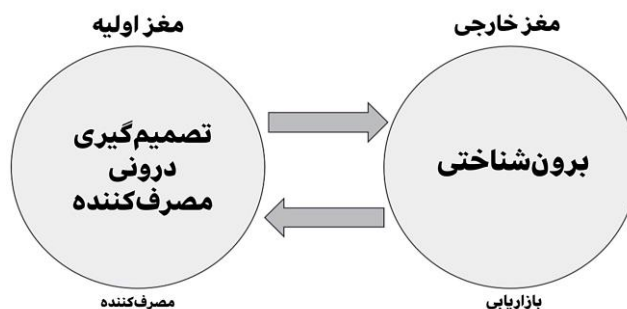 مغز خارجی
مغز اولیه
برون‌شناختی
تصمیم‌گیری
درونی
مصرف‌کننده
بازاریابی
مصرف‌کننده